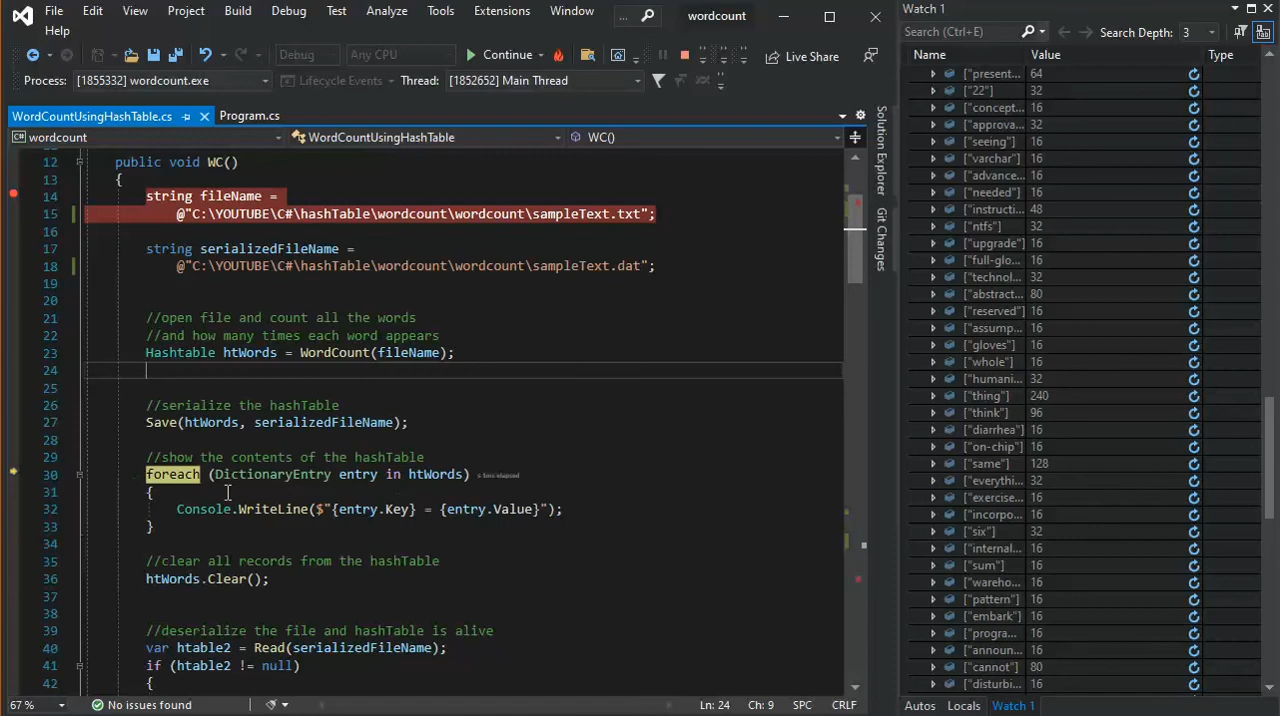 File Edit View Project Build Debug Test Analyze Tools Extensions Window ... wordcount
Help
Debug Any CPU Continue Live Share
Process: [1855332] wordcount.exe Lifecycle Events Thread: [1852652] Main Thread
WordCountUsingHashTable.cs Program.cs
wordcount WordCountUsingHashTable WC()
12 public void WC()
13 {
14 string fileName =
15 @"C:\YOUTUBE\C#\hashTable\wordcount\wordcount\sampleText.txt";
16
17 string serializedFileName =
18 @"C:\YOUTUBE\C#\hashTable\wordcount\wordcount\sampleText.dat";
19
20
21 //open file and count all the words
22 //and how many times each word appears
23 Hashtable htWords = WordCount(fileName);
24
25
26 //serialize the hashTable
27 Save(htWords, serializedFileName);
28
29 //show the contents of the hashTable
30 foreach (DictionaryEntry entry in htWords)
31 {
32 Console.WriteLine($"{entry.Key} = {entry.Value}");
33 }
34
35 //clear all records from the hashTable
36 htWords.Clear();
37
38
39 //deserialize the file and hashTable is alive
40 var htable2 = Read(serializedFileName);
41 if (htable2 != null)
42 {
67 % No issues found Ln: 24 Ch: 9 SPC CRLF
Solution Explorer
Git Changes
Watch 1
Search (Ctrl+E) Search Depth: 3
Name Value Type
["present... 64
["22"] 32
["concept... 16
["approva... 32
["seeing"] 16
["varchar"] 16
["advance... 16
["needed"] 16
["instructi... 48
["ntfs"] 32
["upgrade"] 16
["full-glo... 16
["technol... 32
["abstract... 80
["reserved"] 16
["assump... 16
["gloves"] 16
["whole"] 16
["humani... 32
["thing"] 240
["think"] 96
["diarrhea"] 16
["on-chip"] 16
["same"] 128
["everythi... 32
["exercise... 16
["incorpo... 16
["six"] 32
["internal... 16
["sum"] 16
["wareho... 16
["pattern"] 16
["embark"] 16
["progra... 16
["announ... 16
["cannot"] 80
["disturbi... 16
Autos Locals Watch 1